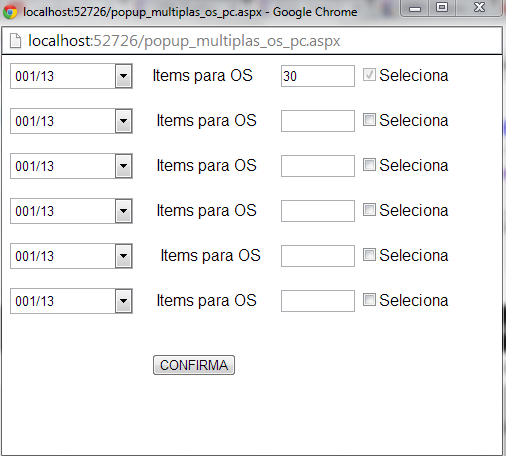 localhost:52726/popup_multiplas_os_pc.aspx - Google Chrome
localhost:52726/popup_multiplas_os_pc.aspx
001/13 Items para OS 30 Seleciona
001/13 Items para OS Seleciona
001/13 Items para OS Seleciona
001/13 Items para OS Seleciona
001/13 Items para OS Seleciona
001/13 Items para OS Seleciona
CONFIRMA